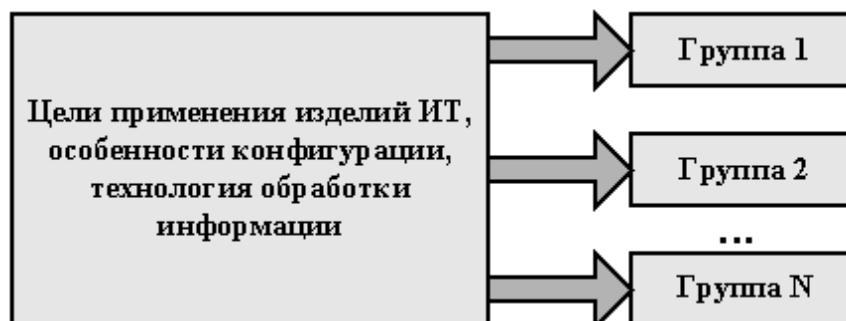 Цели применения изделий ИТ,
особенности конфигурации,
технология обработки
информации
Группа 1
Группа 2
...
Группа N